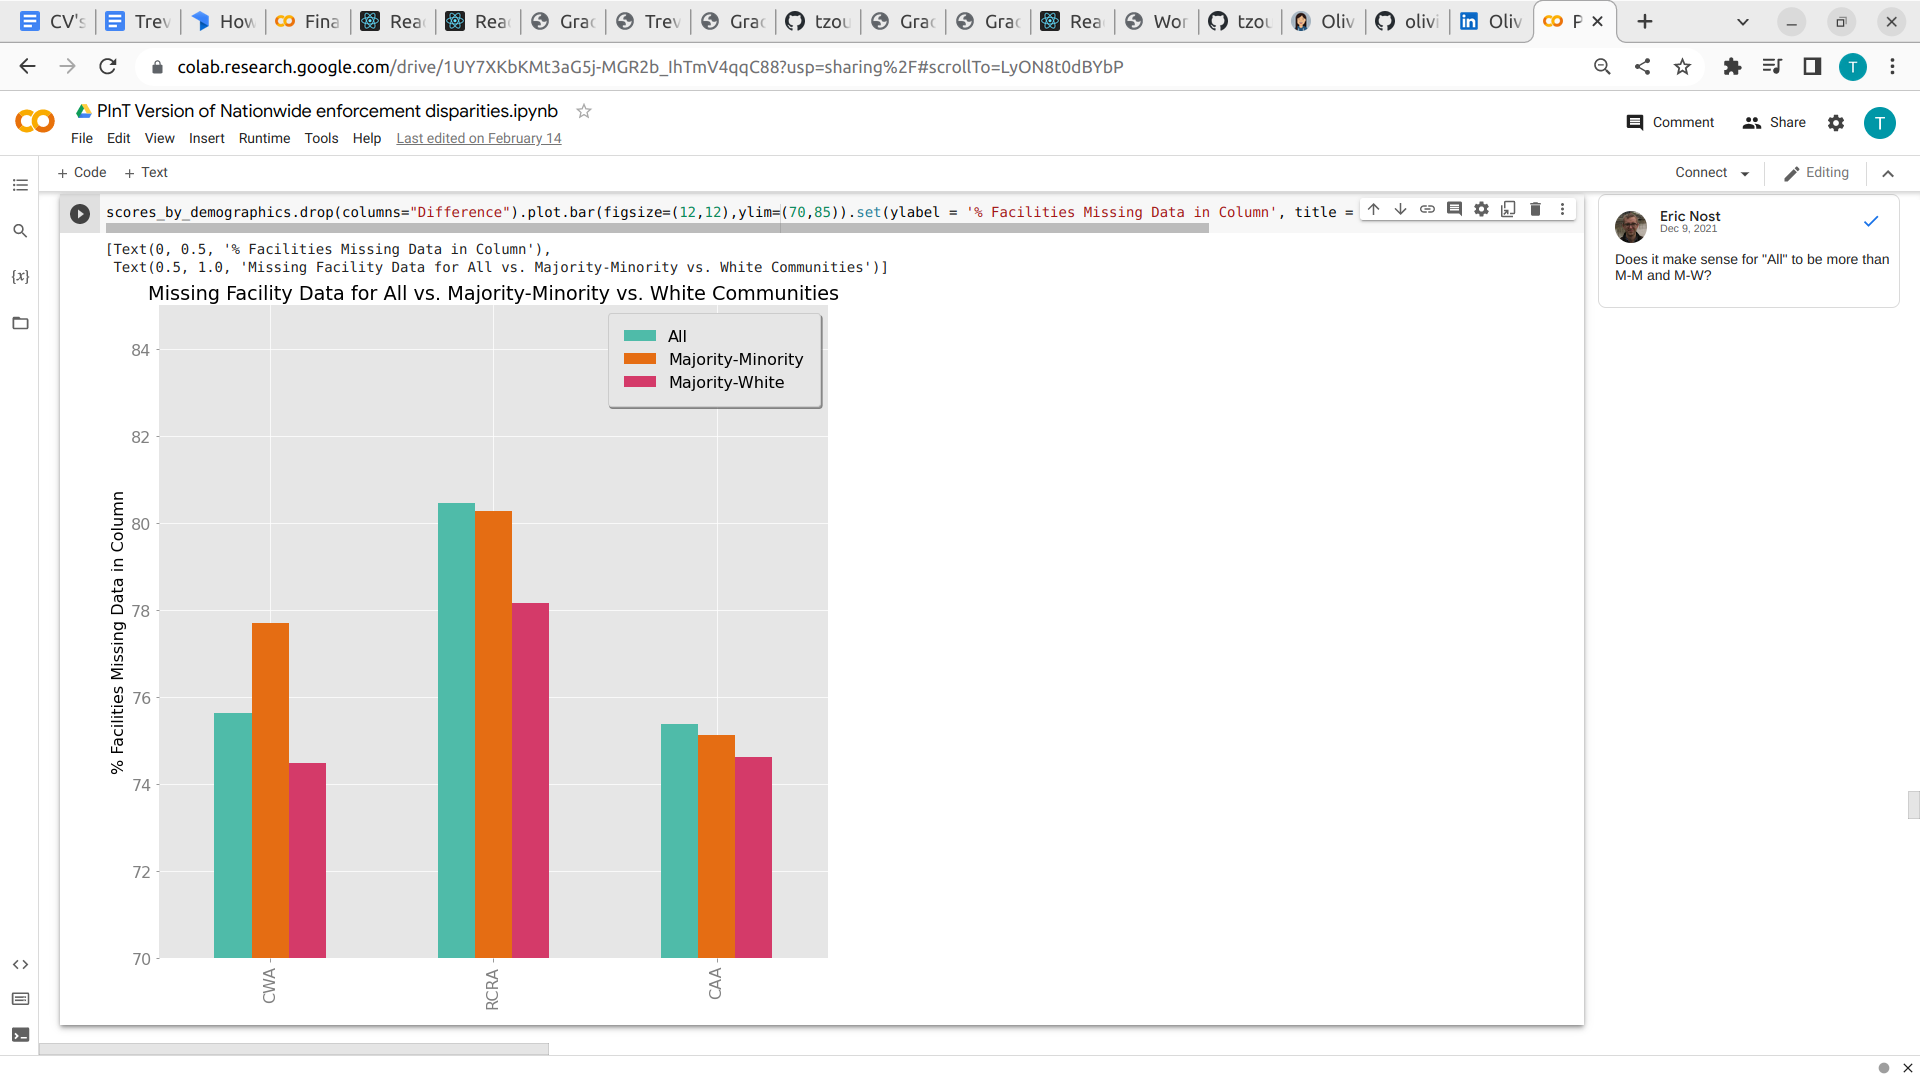 CV's
Trev
How
Fina
Reac
Reac
Grac
Trev
Grac
tzou
Grac
Grac
Reac
Wor
tzou
Oliv
olivi
Oliv
P
colab.research.google.com/drive/1UY7XKbKMt3aG5j-MGR2b_IhTmV4qqC88?usp=sharing%2F#scrollTo=LyON8t0dBYbP
T
PInT Version of Nationwide enforcement disparities.ipynb
File Edit View Insert Runtime Tools Help Last edited on February 14
Comment
Share
T
+ Code + Text
Connect
Editing
scores_by_demographics.drop(columns="Difference").plot.bar(figsize=(12,12),ylim=(70,85)).set(ylabel = '% Facilities Missing Data in Column', title =
[Text(0, 0.5, '% Facilities Missing Data in Column'),
Text(0.5, 1.0, 'Missing Facility Data for All vs. Majority-Minority vs. White Communities')]
Missing Facility Data for All vs. Majority-Minority vs. White Communities
All
Majority-Minority
Majority-White
84
82
80
78
76
74
72
70
% Facilities Missing Data in Column
CWA
RCRA
CAA
Eric Nost
Dec 9, 2021
Does it make sense for "All" to be more than
M-M and M-W?